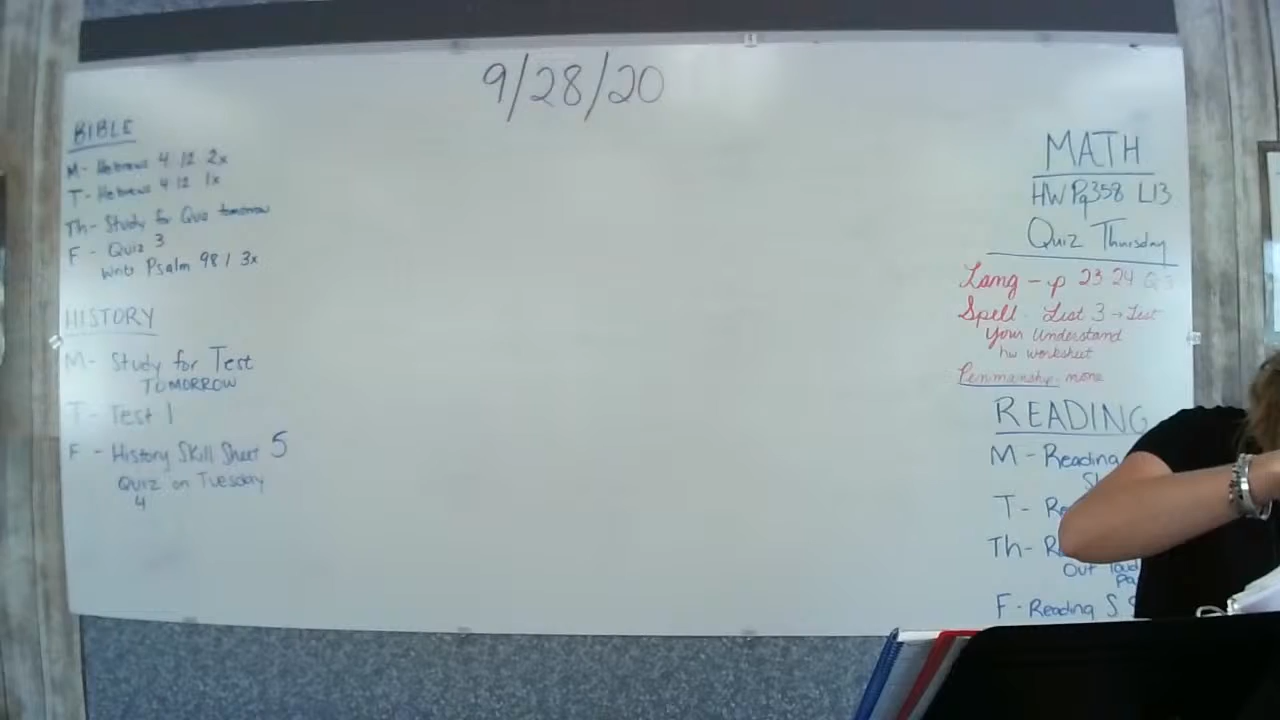 9/28/20
BIBLE
M- Hebrews 4 12 2x
T- Hebrews 4 12 1x
Th- Study for Quiz tomorrow
F - Quiz 3
Write Psalm 98 1 3x
HISTORY
M- Study for Test
TOMORROW
T- Test 1
F - History Skill Sheet 5
Quiz on Tuesday
4
MATH
HW Pg 358 L13
Quiz Thursday
Lang - p 23 24
Spell. List 3 → Test
Your Understand
hw worksheet
Penmanship: none
READING
M - Reading
T -
Th-
Out loud
F - Reading S